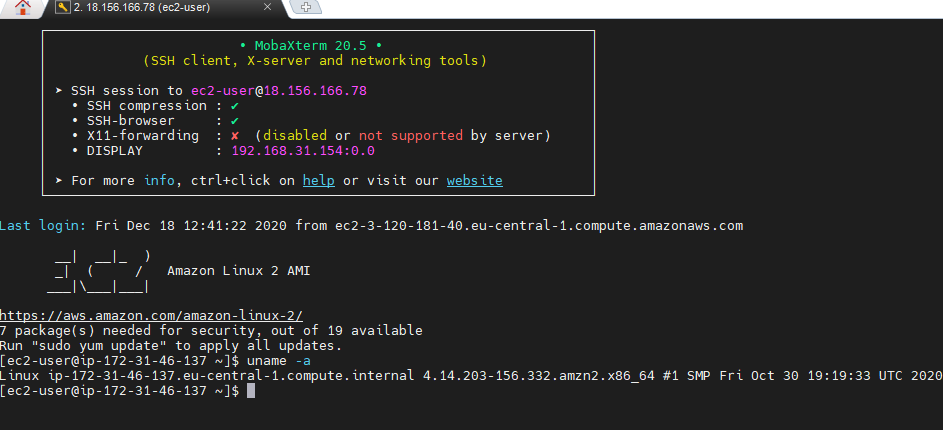 2. 18.156.166.78 (ec2-user)
• MobaXterm 20.5 •
(SSH client, X-server and networking tools)
➤ SSH session to ec2-user@18.156.166.78
• SSH compression : ✔
• SSH-browser     : ✔
• X11-forwarding  : ✘  (disabled or not supported by server)
• DISPLAY         : 192.168.31.154:0.0
➤ For more info, ctrl+click on help or visit our website
Last login: Fri Dec 18 12:41:22 2020 from ec2-3-120-181-40.eu-central-1.compute.amazonaws.com
__|  __|_  )
_|  (     /   Amazon Linux 2 AMI
___|\___|___|
https://aws.amazon.com/amazon-linux-2/
7 package(s) needed for security, out of 19 available
Run "sudo yum update" to apply all updates.
[ec2-user@ip-172-31-46-137 ~]$ uname -a
Linux ip-172-31-46-137.eu-central-1.compute.internal 4.14.203-156.332.amzn2.x86_64 #1 SMP Fri Oct 30 19:19:33 UTC 2020
[ec2-user@ip-172-31-46-137 ~]$